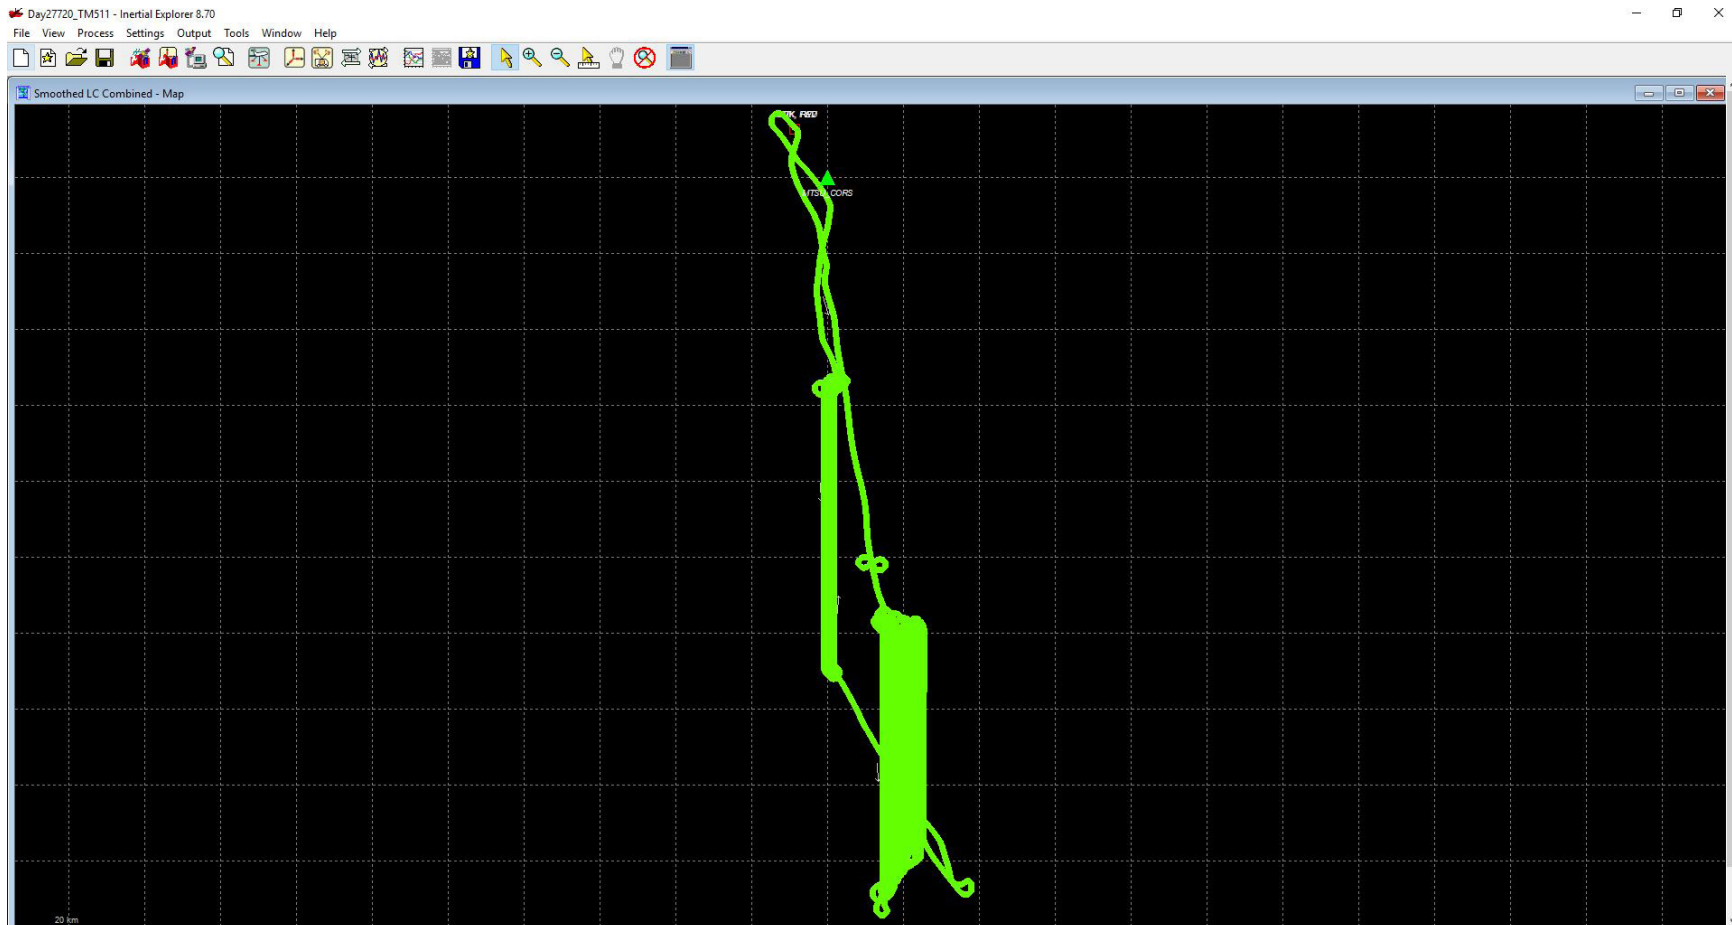 Day27720_TM511 - Inertial Explorer 8.70
File View Process Settings Output Tools Window Help
Smoothed LC Combined - Map
CORS
20 km